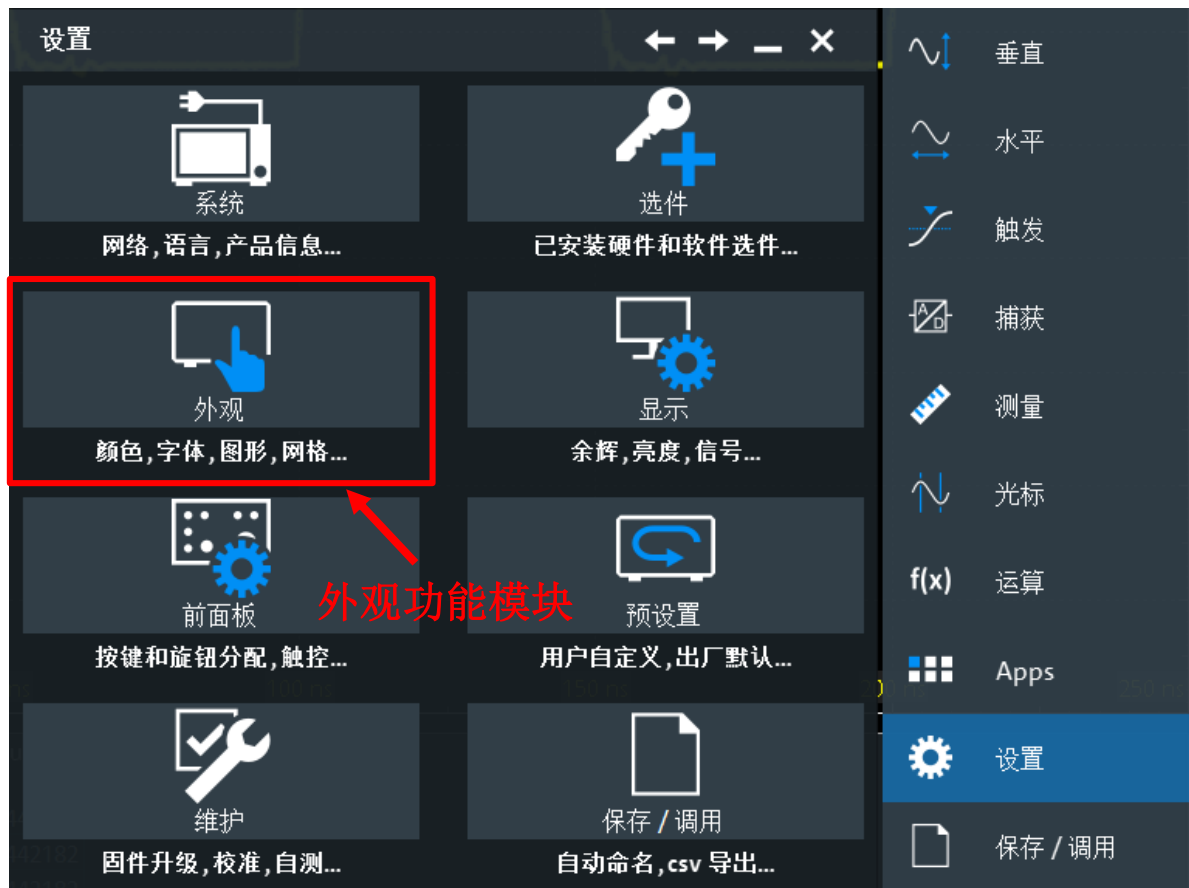 设置
系统
网络,语言,产品信息...
选件
已安装硬件和软件选件...
外观
颜色,字体,图形,网格...
显示
余辉,亮度,信号...
前面板
按键和旋钮分配,触控...
外观功能模块
预设置
用户自定义,出厂默认...
100 ns
150 ns
250 ns
维护
固件升级,校准,自测...
保存 / 调用
自动命名,csv 导出...
垂直
水平
触发
A
D
捕获
测量
光标
f(x) 运算
Apps
设置
保存 / 调用